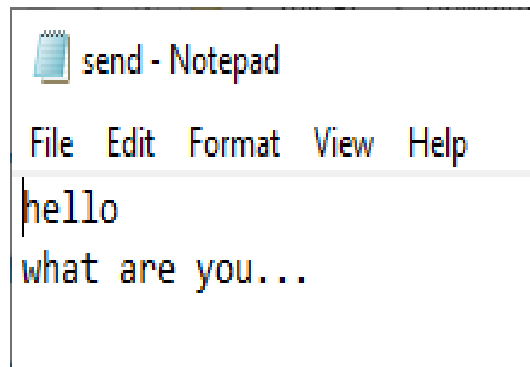 send - Notepad
File Edit Format View Help
hello
what are you...